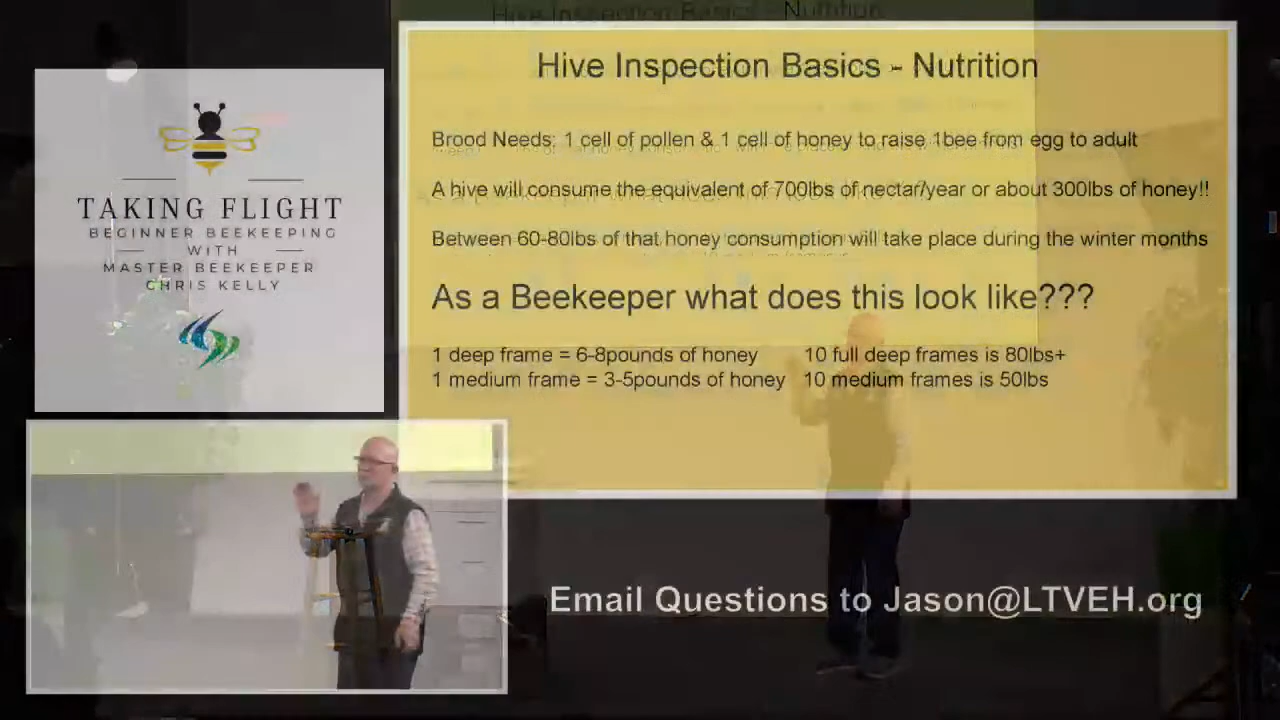 Hive Inspection Basics - Nutrition
TAKING FLIGHT
BEGINNER BEEKEEPING
WITH
MASTER BEEKEEPER
CHRIS KELLY
Hive Inspection Basics - Nutrition
Brood Needs: 1 cell of pollen & 1 cell of honey to raise 1bee from egg to adult
A hive will consume the equivalent of 700lbs of nectar/year or about 300lbs of honey!!
Between 60-80lbs of that honey consumption will take place during the winter months
As a Beekeeper what does this look like???
1 deep frame = 6-8pounds of honey 10 full deep frames is 80lbs+
1 medium frame = 3-5pounds of honey 10 medium frames is 50lbs
Email Questions to Jason@LTVEH.org